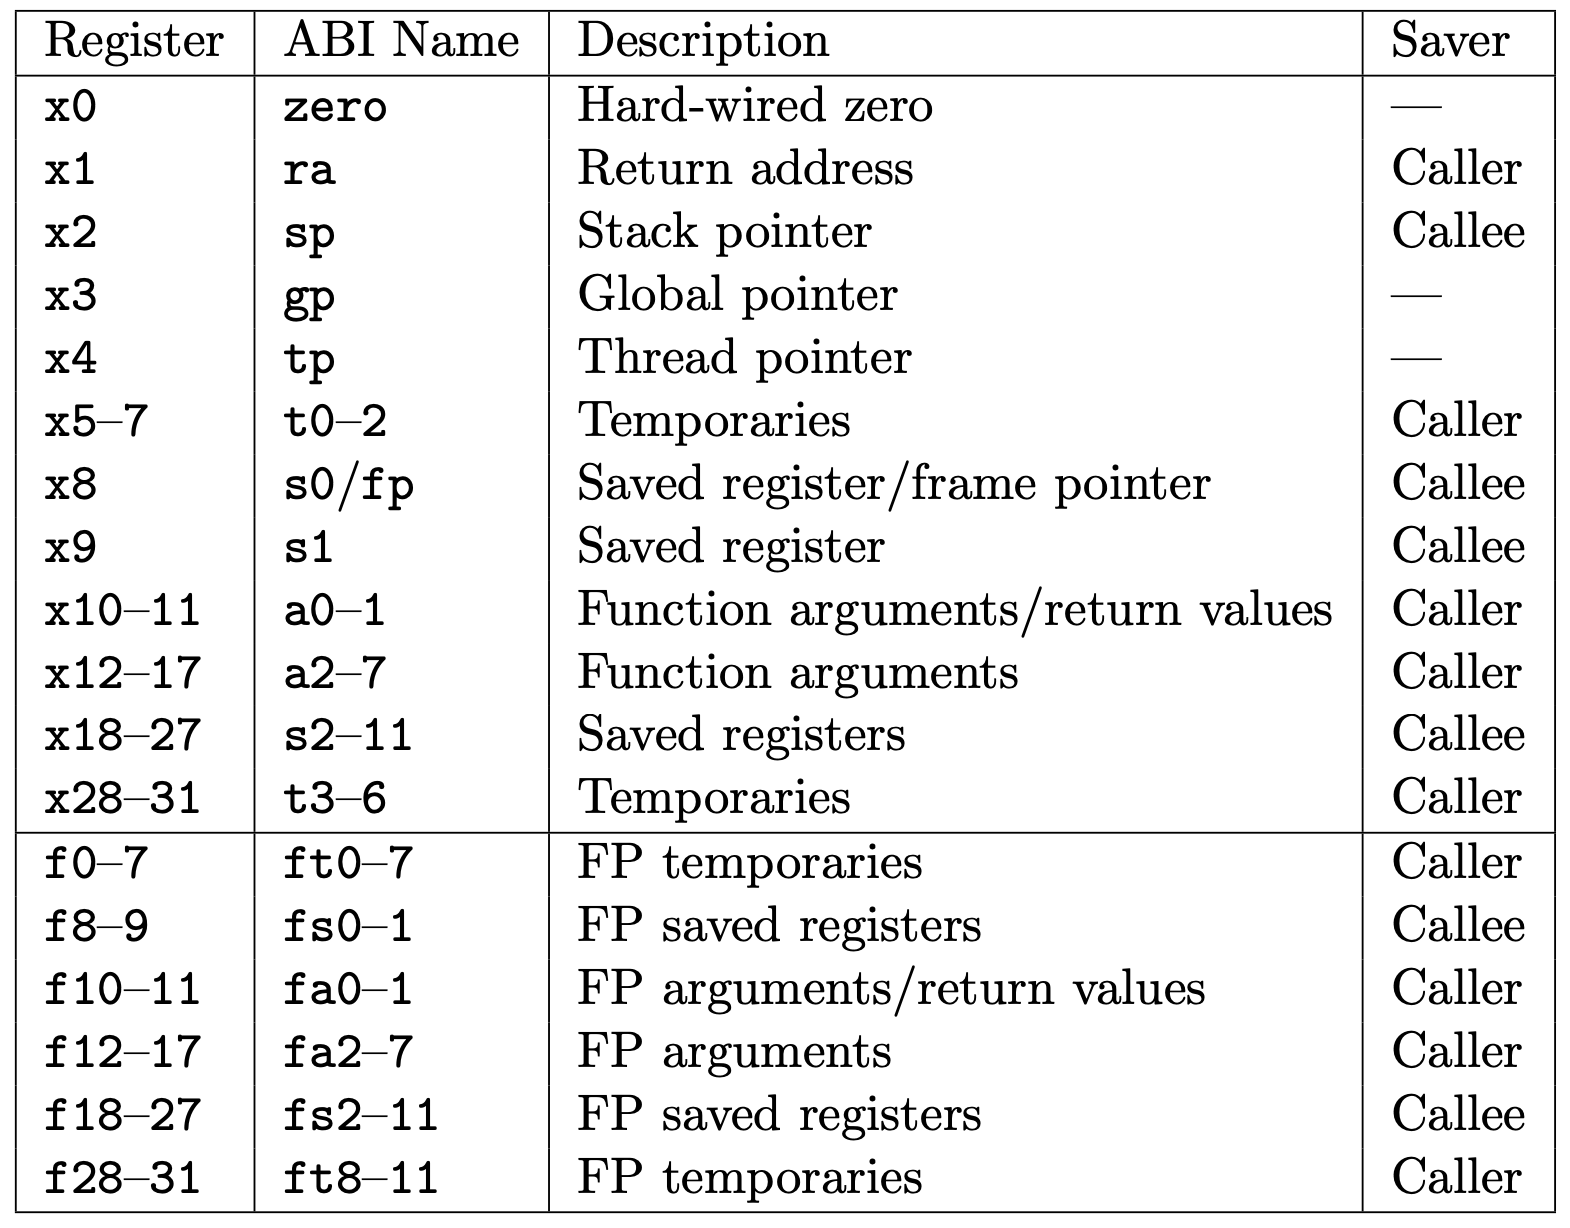 Register ABI Name Description Saver
x0 zero Hard-wired zero —
x1 ra Return address Caller
x2 sp Stack pointer Callee
x3 gp Global pointer —
x4 tp Thread pointer —
x5–7 t0–2 Temporaries Caller
x8 s0/fp Saved register/frame pointer Callee
x9 s1 Saved register Callee
x10–11 a0–1 Function arguments/return values Caller
x12–17 a2–7 Function arguments Caller
x18–27 s2–11 Saved registers Callee
x28–31 t3–6 Temporaries Caller
f0–7 ft0–7 FP temporaries Caller
f8–9 fs0–1 FP saved registers Callee
f10–11 fa0–1 FP arguments/return values Caller
f12–17 fa2–7 FP arguments Caller
f18–27 fs2–11 FP saved registers Callee
f28–31 ft8–11 FP temporaries Caller